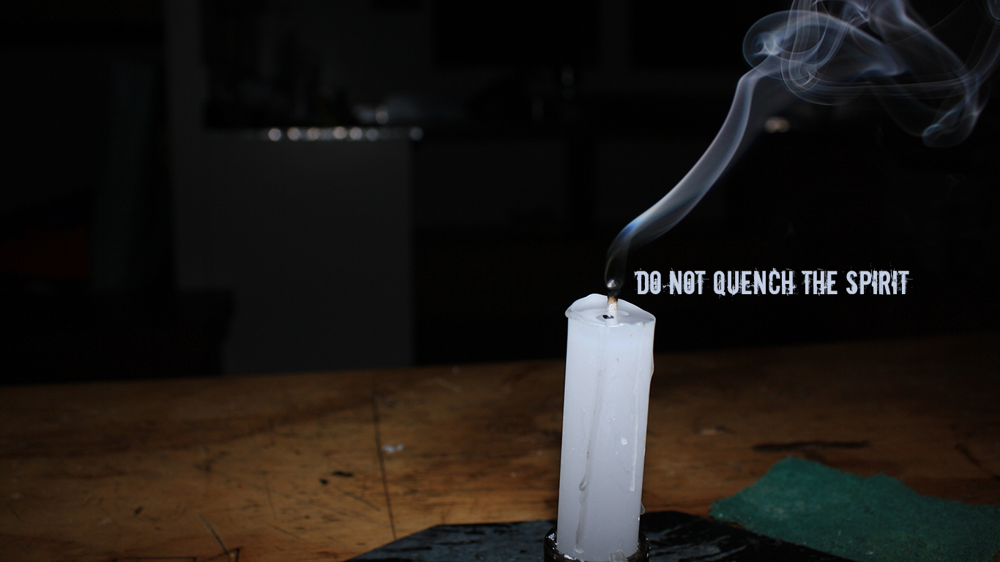 DO NOT QUENCH THE SPIRIT